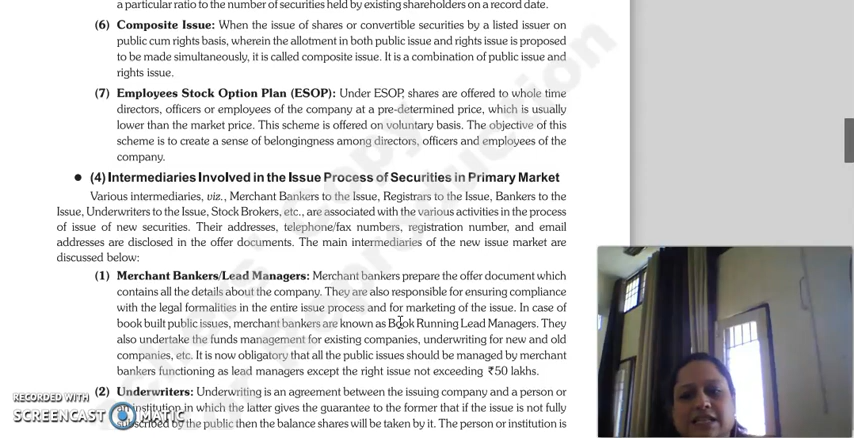 a particular ratio to the number of securities held by existing shareholders on a record date.
(6) Composite Issue: When the issue of shares or convertible securities by a listed issuer on
public cum rights basis, wherein the allotment in both public issue and rights issue is proposed
to be made simultaneously, it is called composite issue. It is a combination of public issue and
rights issue.
(7) Employees Stock Option Plan (ESOP): Under ESOP, shares are offered to whole time
directors, officers or employees of the company at a pre-determined price, which is usually
lower than the market price. This scheme is offered on voluntary basis. The objective of this
scheme is to create a sense of belongingness among directors, officers and employees of the
company.
• (4) Intermediaries Involved in the Issue Process of Securities in Primary Market
Various intermediaries, viz., Merchant Bankers to the Issue, Registrars to the Issue, Bankers to the
Issue, Underwriters to the Issue, Stock Brokers, etc., are associated with the various activities in the process
of issue of new securities. Their addresses, telephone/fax numbers, registration number, and email
addresses are disclosed in the offer documents. The main intermediaries of the new issue market are
discussed below:
(1) Merchant Bankers/Lead Managers: Merchant bankers prepare the offer document which
contains all the details about the company. They are also responsible for ensuring compliance
with the legal formalities in the entire issue process and for marketing of the issue. In case of
book built public issues, merchant bankers are known as Book Running Lead Managers. They
also undertake the funds management for existing companies, underwriting for new and old
companies, etc. It is now obligatory that all the public issues should be managed by merchant
bankers functioning as lead managers except the right issue not exceeding ₹50 lakhs.
(2) Underwriters: Underwriting is an agreement between the issuing company and a person or
an institution in which the latter gives the guarantee to the former that if the issue is not fully
subscribed by the public then the balance shares will be taken by it. The person or institution is
RECORDED WITH
SCREENCAST MATIC